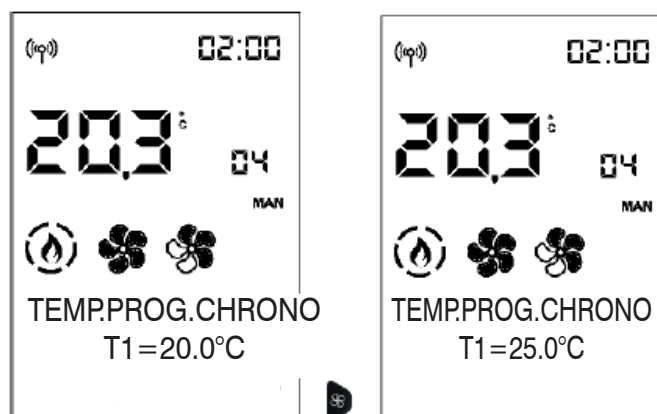 02:00
20,3 °C
04
MAN
TEMP.PROG.CHRONO
T1=20.0°C
02:00
20,3 °C
04
MAN
TEMP.PROG.CHRONO
T1=25.0°C